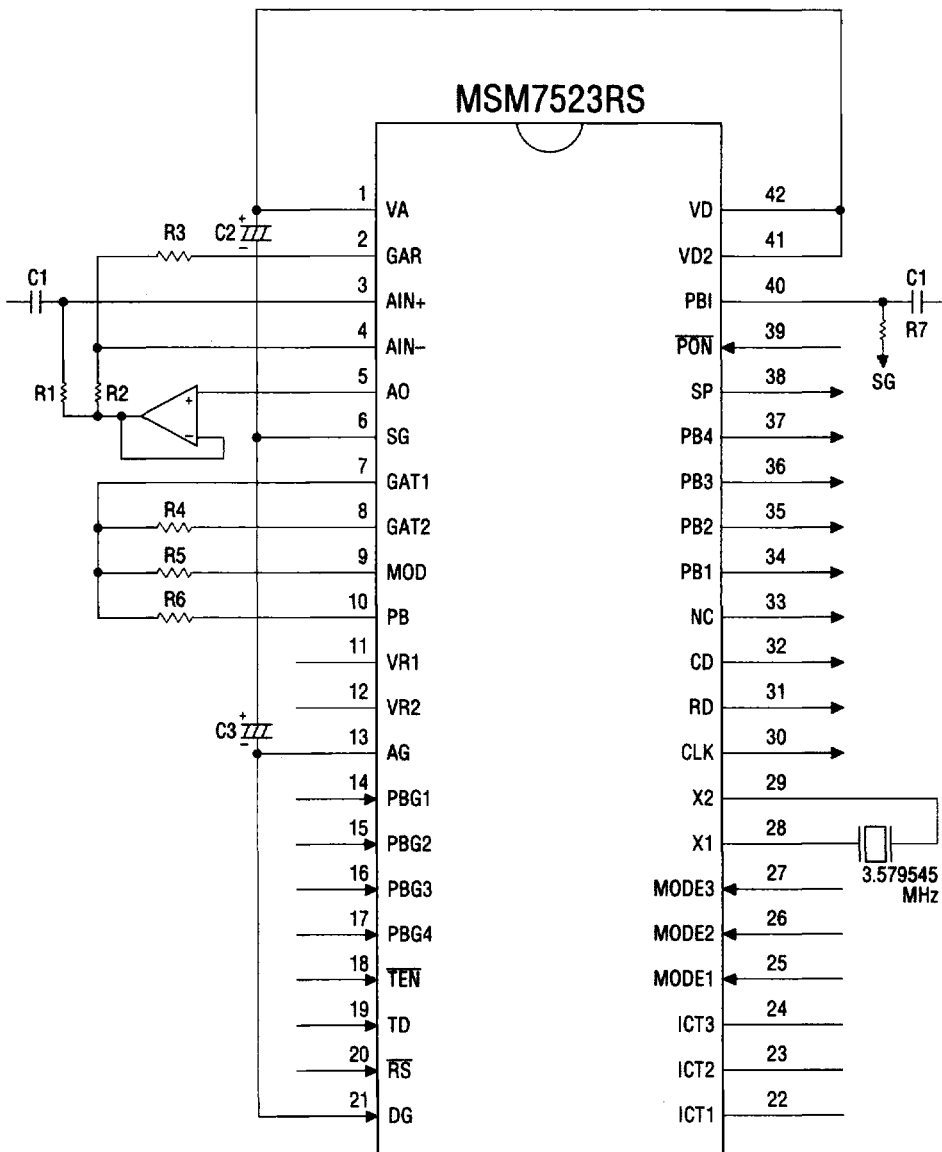 MSM7523RS
1 VA VD 42
C2 + −
2 GAR VD2 41
R3
C1
3 AIN+ PBI 40
C1
R7
SG
4 AIN− PON 39
R1 R2
5 AO SP 38
+ −
6 SG PB4 37
7 GAT1 PB3 36
R4
8 GAT2 PB2 35
R5
9 MOD PB1 34
R6
10 PB NC 33
11 VR1 CD 32
12 VR2 RD 31
C3 + −
13 AG CLK 30
14 PBG1 X2 29
15 PBG2 X1 28
3.579545
MHz
16 PBG3 MODE3 27
17 PBG4 MODE2 26
18 TEN MODE1 25
19 TD ICT3 24
20 RS ICT2 23
21 DG ICT1 22